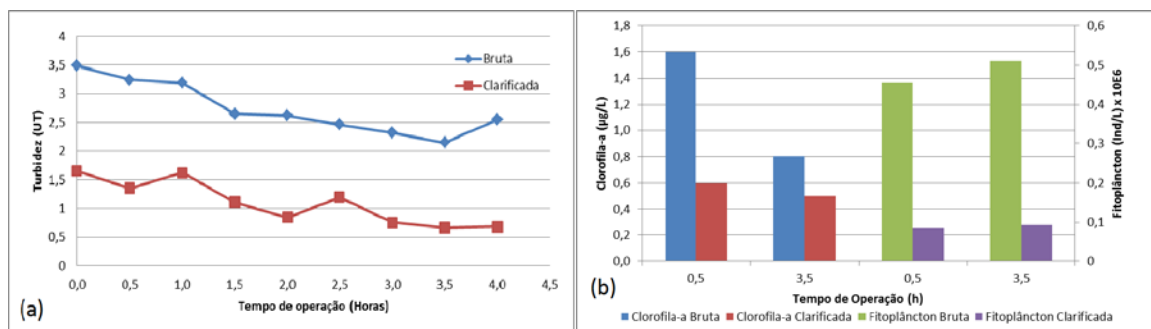 4
3,5
3
2,5
2
1,5
1
0,5
0
Turbidez (UT)
Bruta
Clarificada
0,0 0,5 1,0 1,5 2,0 2,5 3,0 3,5 4,0 4,5
Tempo de operação (Horas)
(a)
1,8
1,6
1,4
1,2
1,0
0,8
0,6
0,4
0,2
0,0
Clorofila-a (µg/L)
0,6
0,5
0,4
0,3
0,2
0,1
0
Fitoplâncton (Ind/L) x 10E6
0,5 3,5 0,5 3,5
Tempo de Operação (h)
(b)
Clorofila-a Bruta Clorofila-a Clarificada Fitoplâncton Bruta Fitoplâncton Clarificada